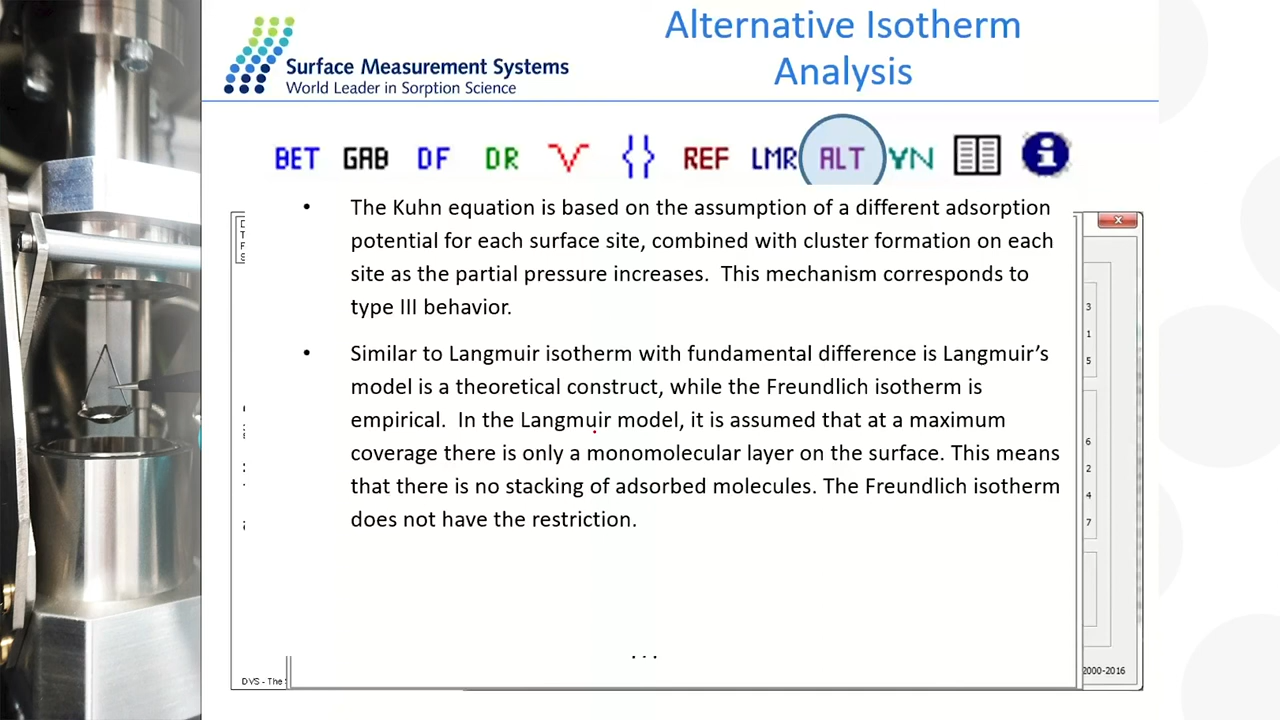 Alternative Isotherm
Analysis
Surface Measurement Systems
World Leader in Sorption Science
BET GAB DF DR REF LMR ALT YN
• The Kuhn equation is based on the assumption of a different adsorption
potential for each surface site, combined with cluster formation on each
site as the partial pressure increases. This mechanism corresponds to
type III behavior.
• Similar to Langmuir isotherm with fundamental difference is Langmuir’s
model is a theoretical construct, while the Freundlich isotherm is
empirical. In the Langmuir model, it is assumed that at a maximum
coverage there is only a monomolecular layer on the surface. This means
that there is no stacking of adsorbed molecules. The Freundlich isotherm
does not have the restriction.
3
1
5
6
2
4
7
...
DVS - The
2000-2016